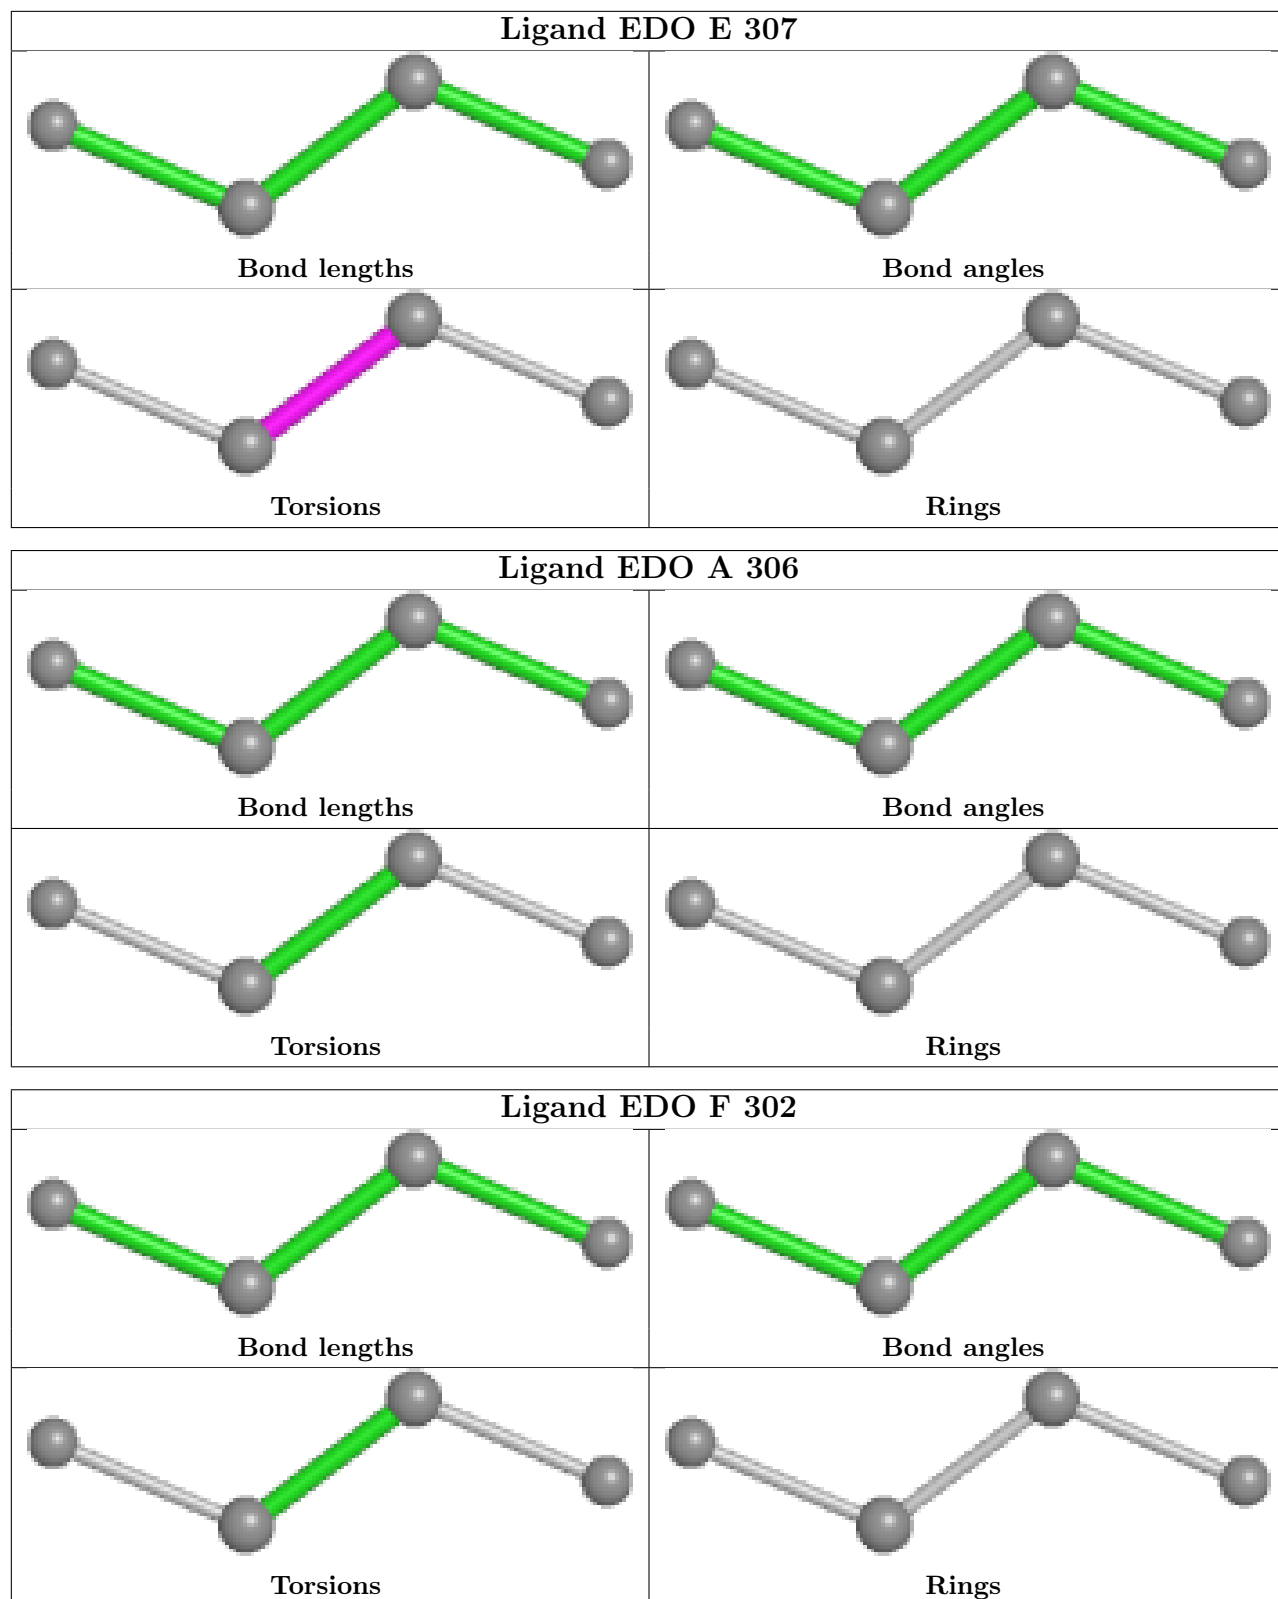 Ligand EDO E 307
Bond lengths
Bond angles
Torsions
Rings
Ligand EDO A 306
Bond lengths
Bond angles
Torsions
Rings
Ligand EDO F 302
Bond lengths
Bond angles
Torsions
Rings